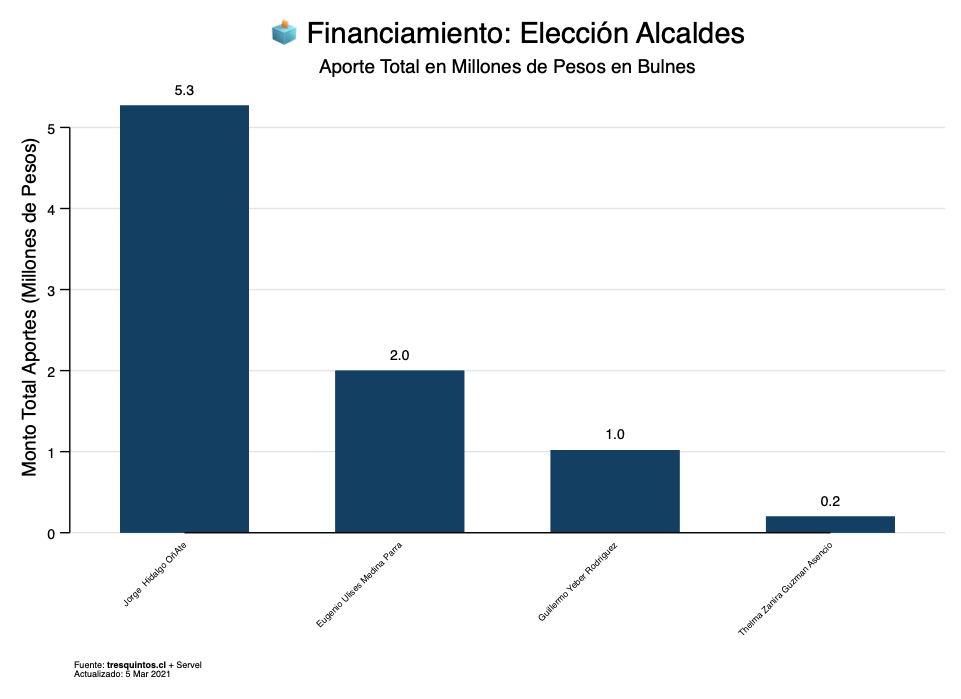 Financiamiento: Elección Alcaldes
Aporte Total en Millones de Pesos en Bulnes
Monto Total Aportes (Millones de Pesos)
5
4
3
2
1
0
5.3
2.0
1.0
0.2
Jorge Hidalgo OñAte
Eugenio Ulises Medina Parra
Guillermo Yeber Rodriguez
Thelma Zanira Guzman Asencio
Fuente: tresquintos.cl + Servel
Actualizado: 5 Mar 2021